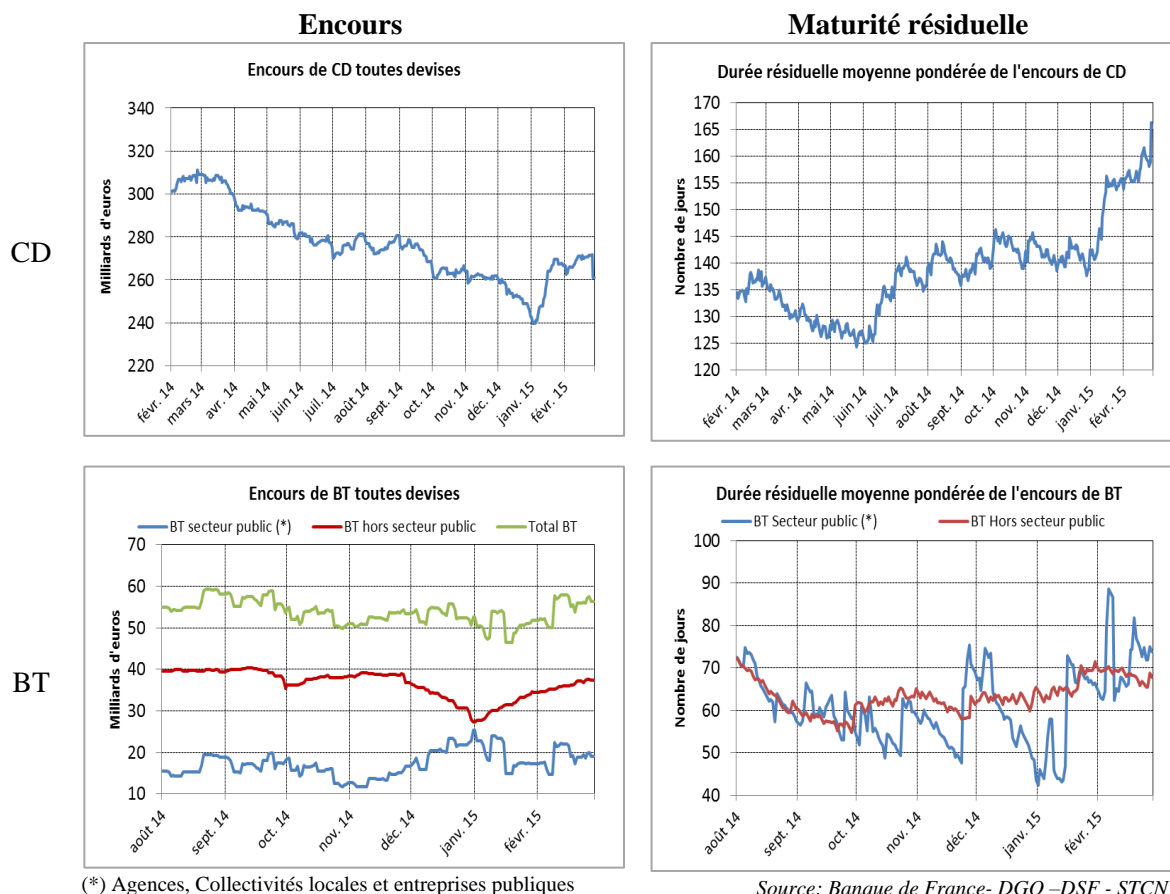 Encours
Maturité résiduelle
CD
Encours de CD toutes devises
Milliards d'euros
340
320
300
280
260
240
220
févr. 14
mars 14
avr. 14
mai 14
juin 14
juil. 14
août 14
sept. 14
oct. 14
nov. 14
déc. 14
janv. 15
févr. 15
Durée résiduelle moyenne pondérée de l'encours de CD
Nombre de jours
170
165
160
155
150
145
140
135
130
125
120
févr. 14
mars 14
avr. 14
mai 14
juin 14
juil. 14
août 14
sept. 14
oct. 14
nov. 14
déc. 14
janv. 15
févr. 15
BT
Encours de BT toutes devises
BT secteur public (*) BT hors secteur public Total BT
Milliards d'euros
70
60
50
40
30
20
10
août 14
sept. 14
oct. 14
nov. 14
déc. 14
janv. 15
févr. 15
Durée résiduelle moyenne pondérée de l'encours de BT
BT Secteur public (*) BT Hors secteur public
Nombre de jours
100
90
80
70
60
50
40
août 14
sept. 14
oct. 14
nov. 14
déc. 14
janv. 15
févr. 15
(*) Agences, Collectivités locales et entreprises publiques
Source: Banque de France- DGO –DSF - STCN